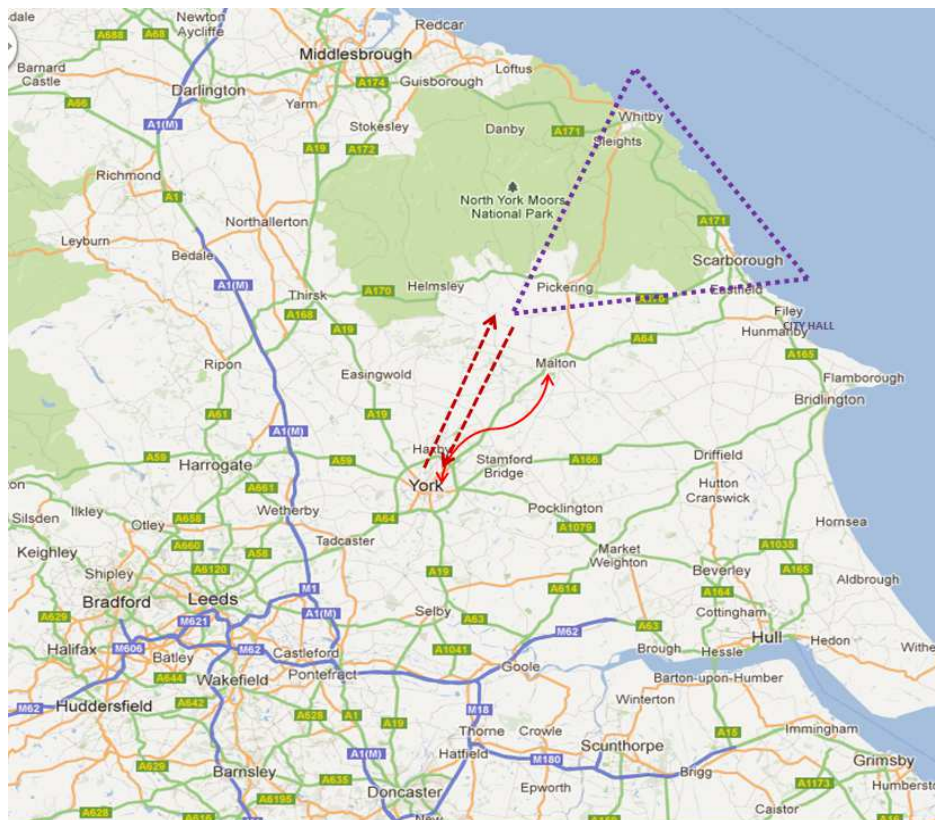 Redcar
Newton
Aycliffe
A688
A68
Middlesbrough
Loftus
Barnard
Castle
Darlington
A174
Guisborough
A66
Yarm
Whitby
A1(M)
Stokesley
Danby
A171
Sleights
A19
A172
Richmond
A1
North York Moors
National Park
Northallerton
A171
Leyburn
Bedale
Scarborough
A1(M)
Helmsley
Pickering
Eastfield
A170
Thirsk
Filey
A168
CITY HALL
Hunmanby
A19
A64
A165
Ripon
Malton
Easingwold
Flamborough
Bridlington
A61
A19
A1(M)
Haxby
A59
A59
Stamford
Bridge
A166
Driffield
Harrogate
York
A661
Hutton
Cranswick
Ilkley
Wetherby
Pocklington
Silsden
Otley
A658
A64
A1079
Hornsea
Keighley
A660
A58
Tadcaster
Market
Weighton
A1035
Shipley
A6120
A19
Beverley
A165
Aldbrough
M1
A614
A164
Bradford
Leeds
A1(M)
Selby
Cottingham
A629
M621
A63
M62
A63
Hull
Hedon
Halifax
M606
M62
Castleford
A1041
Brough
Hessle
Batley
Pontefract
Goole
Barton-upon-Humber
A644
Wakefield
Winterton
M62
Huddersfield
A642
M18
A628
A1
A19
Thorne
Crowle
A15
Immingham
A1(M)
Hatfield
Scunthorpe
M180
Grimsby
A629
Barnsley
A635
Brigg
A1173
Doncaster
Epworth
Humberst
A628
A6195
Caistor
A18
A616
New